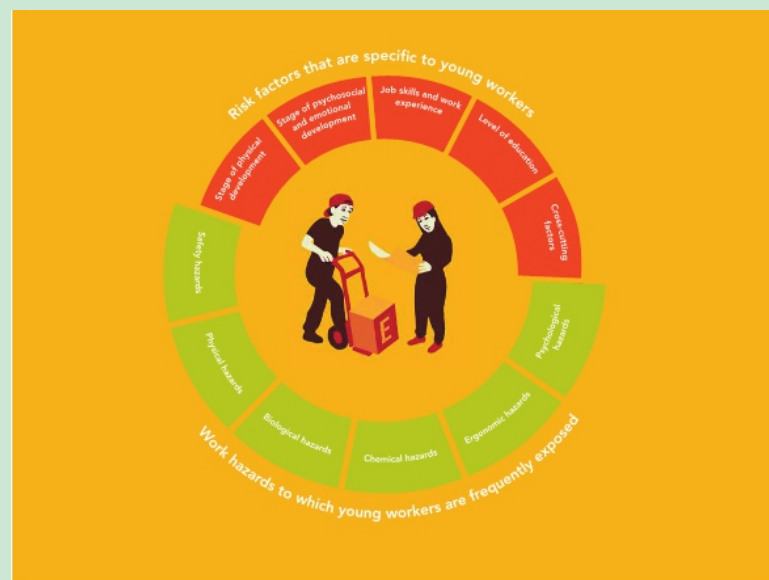 Risk factors that are specific to young workers
Stage of physical
development
Stage of psychosocial
and emotional
development
Job skills and work
experience
Level of education
Cross-cutting
factors
Safety hazards
Physical hazards
Biological hazards
Chemical hazards
Ergonomic hazards
Psychological
hazards
E
Work hazards to which young workers are frequently exposed